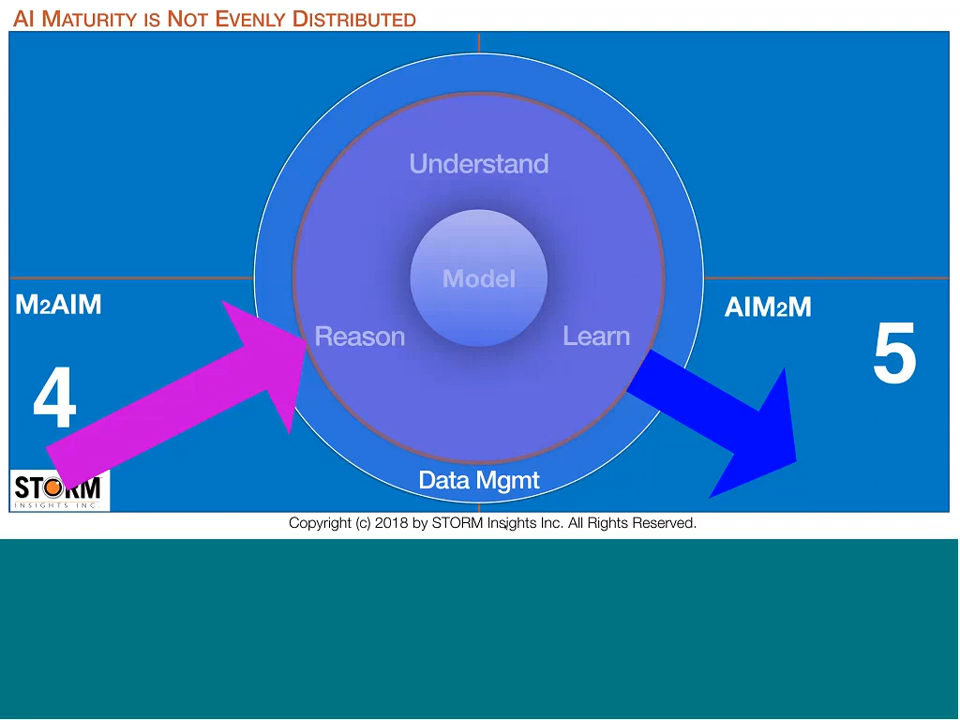 AI Maturity is Not Evenly Distributed
Understand
Model
M2AIM
AIM2M
Reason
Learn
4
5
STORM
INSIGHTS INC.
Data Mgmt
Copyright (c) 2018 by STORM Insights Inc. All Rights Reserved.